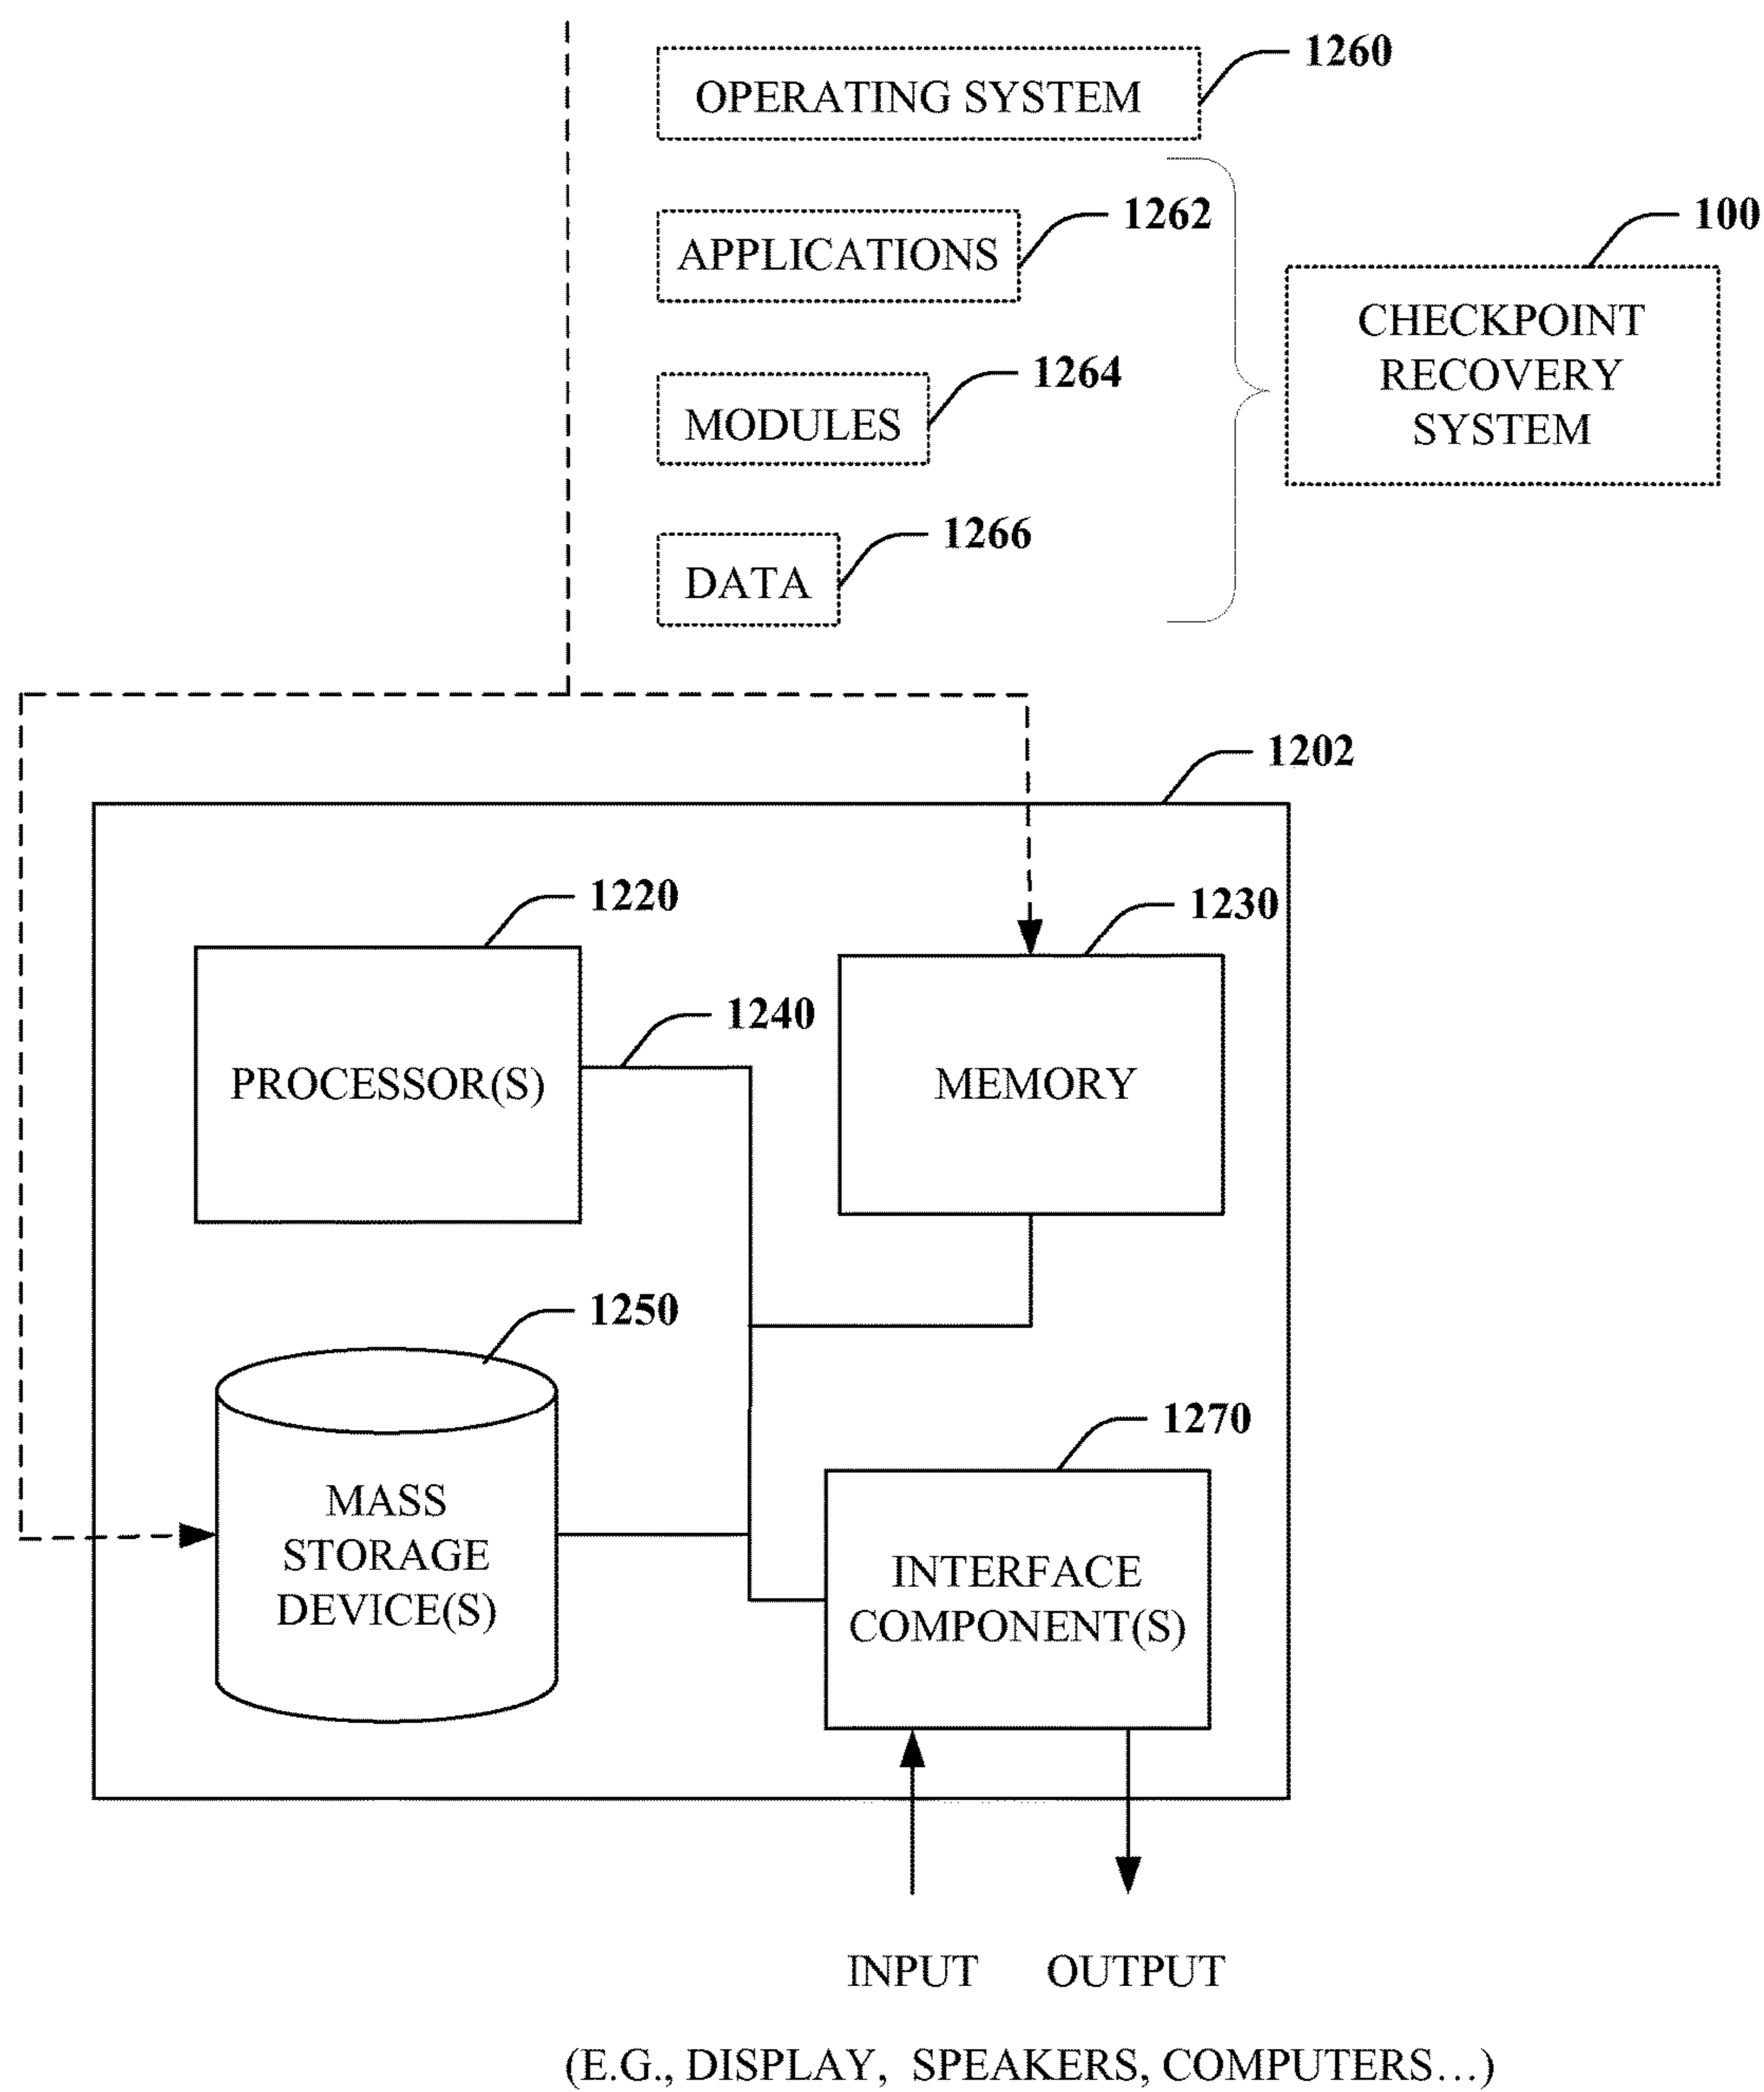 1260
OPERATING SYSTEM
1262
100
APPLICATIONS
CHECKPOINT
RECOVERY
SYSTEM
1264
MODULES
1266
DATA
1202
1220
1230
1240
PROCESSOR(S)
MEMORY
1250
1270
MASS
STORAGE
DEVICE(S)
INTERFACE
COMPONENT(S)
INPUT OUTPUT
(E.G., DISPLAY, SPEAKERS, COMPUTERS…)